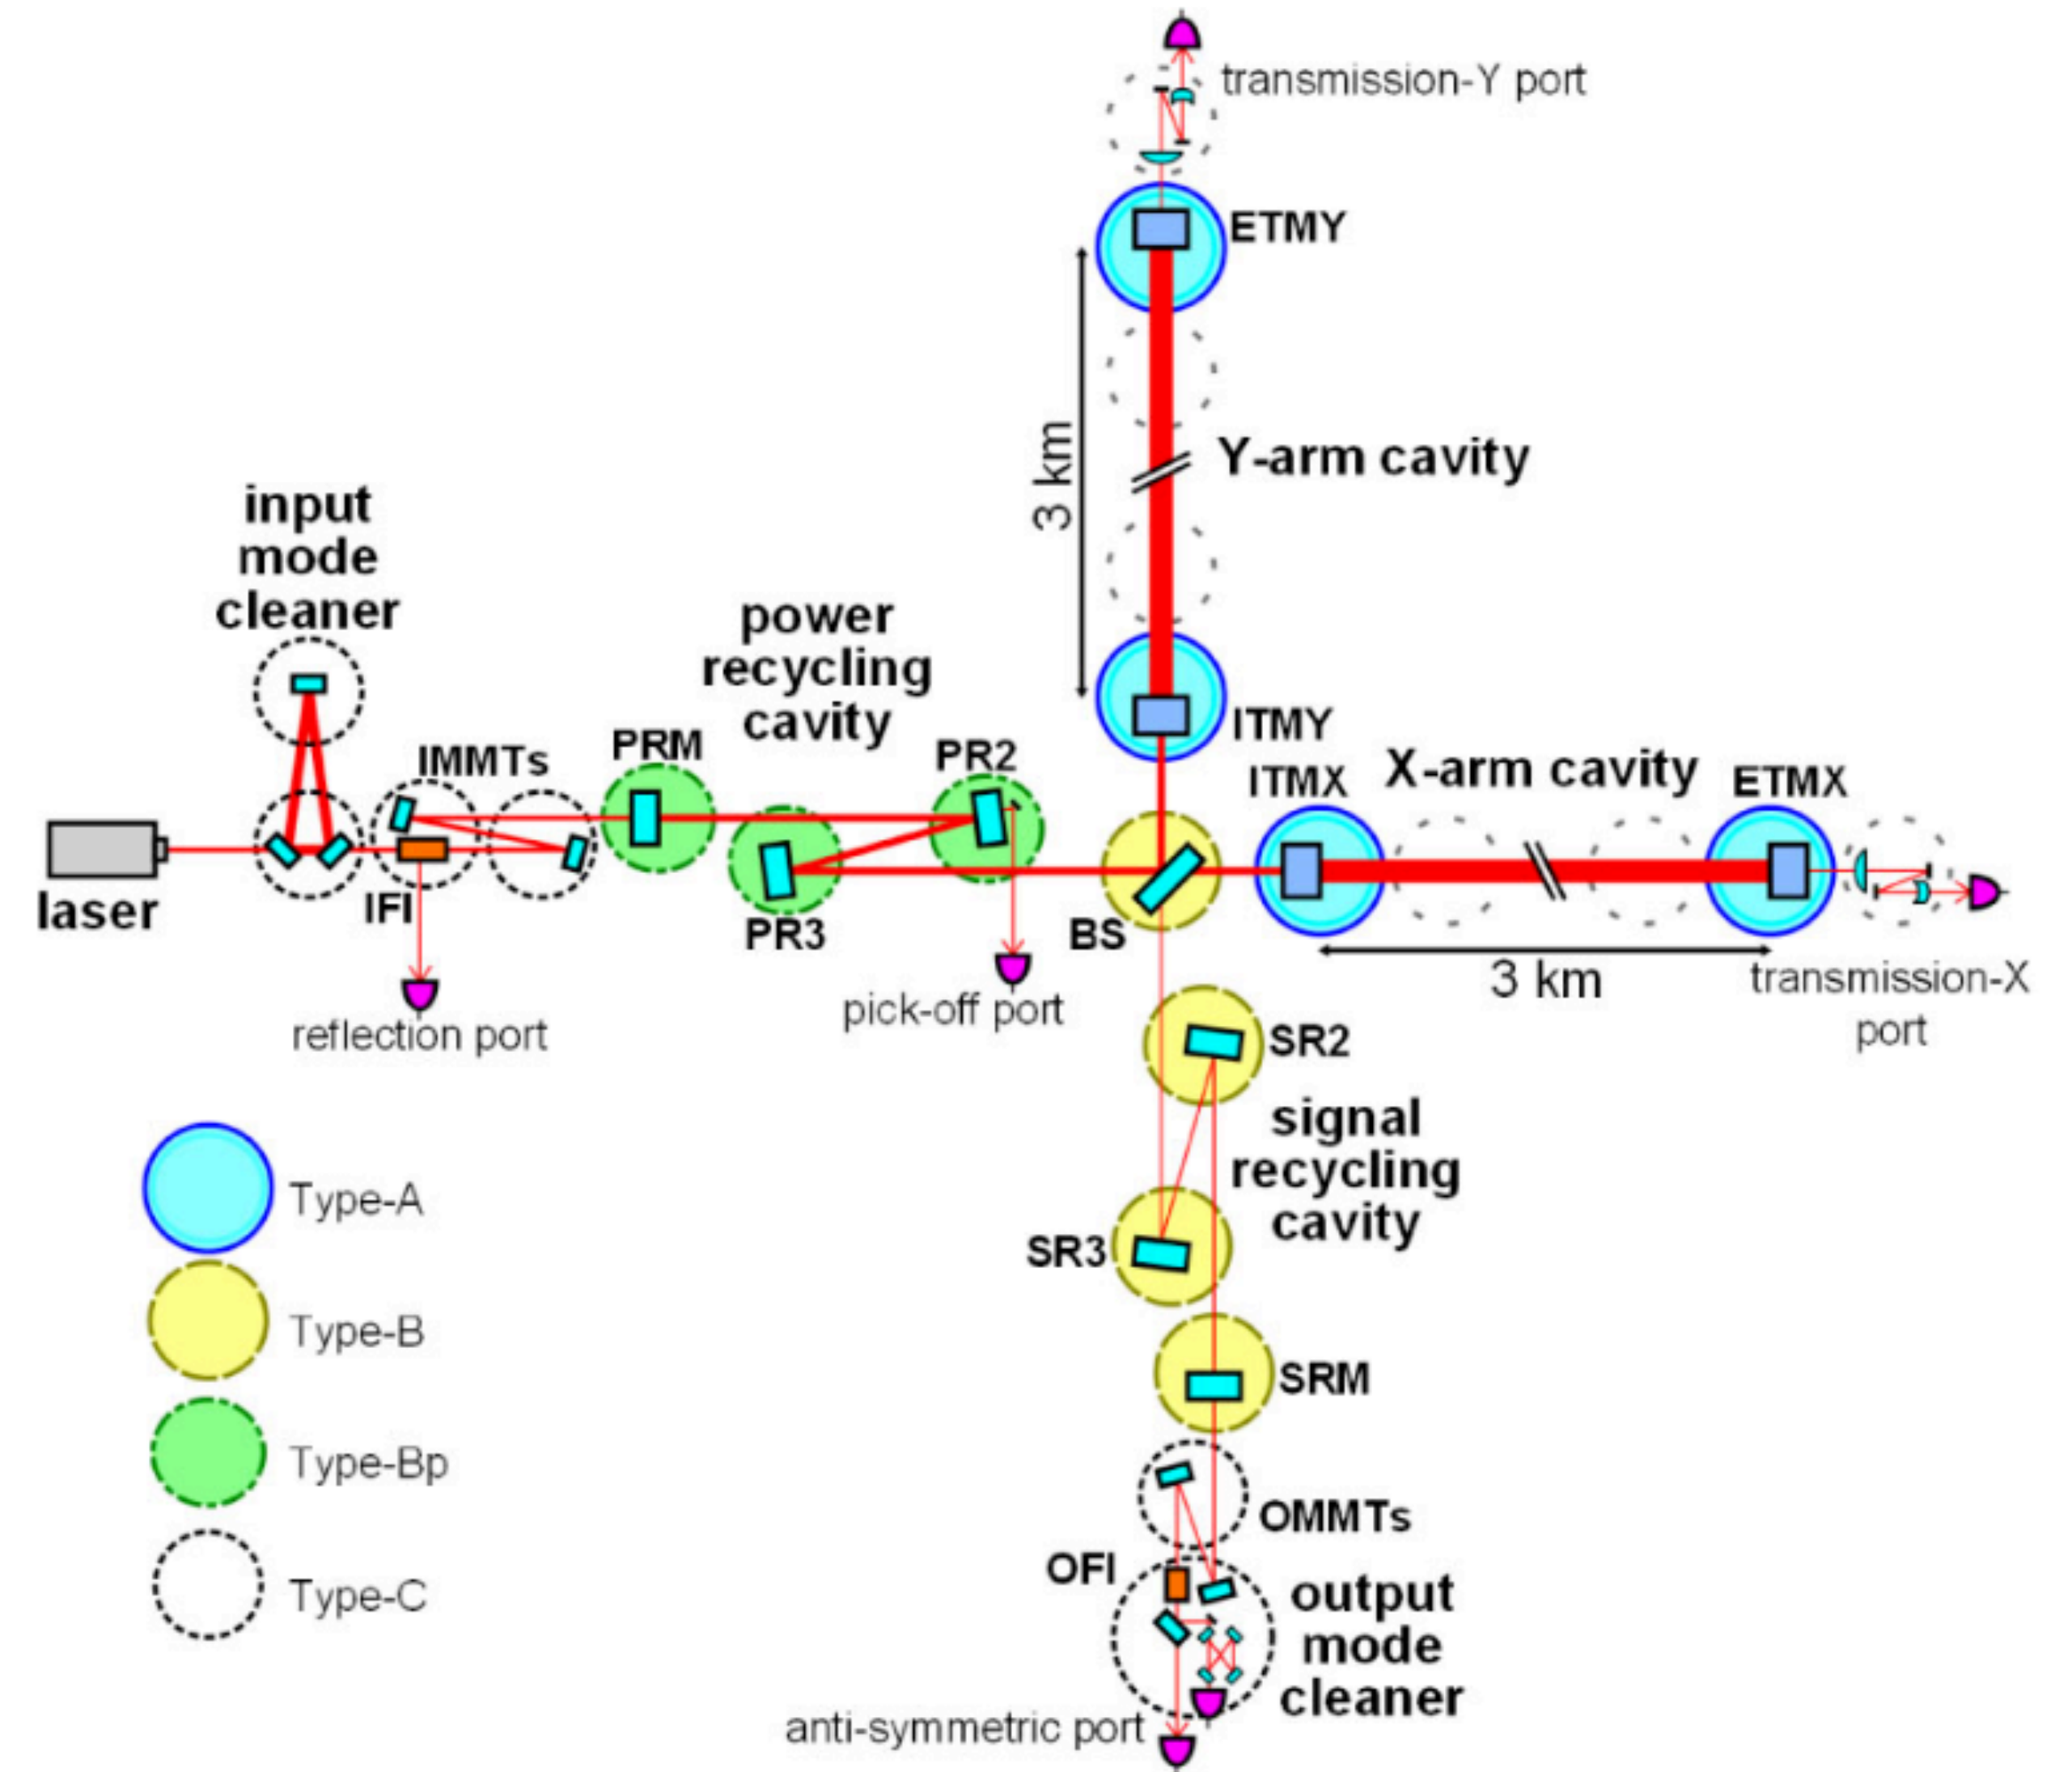 transmission-Y port
ETMY
3 km
Y-arm cavity
input
mode
cleaner
power
recycling
cavity
IMMTs
PRM
PR2
ITMY
ITMX
X-arm cavity
ETMX
laser
IFI
PR3
BS
3 km
transmission-X
port
reflection port
pick-off port
SR2
signal
recycling
cavity
SR3
SRM
Type-A
Type-B
Type-Bp
Type-C
OMMTs
OFI
output
mode
cleaner
anti-symmetric port